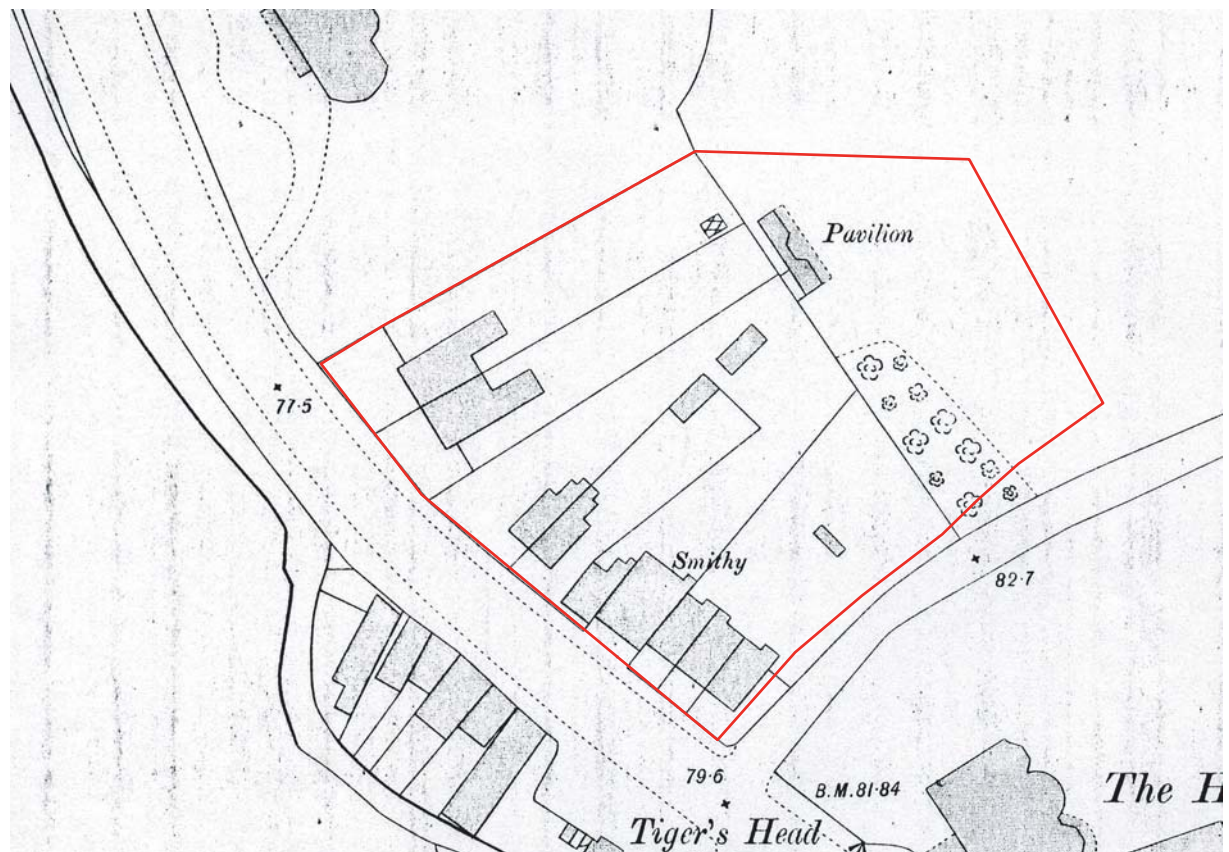 Pavilion
77·5
Smithy
82·7
79·6
B.M.81·84
The H
Tiger's Head